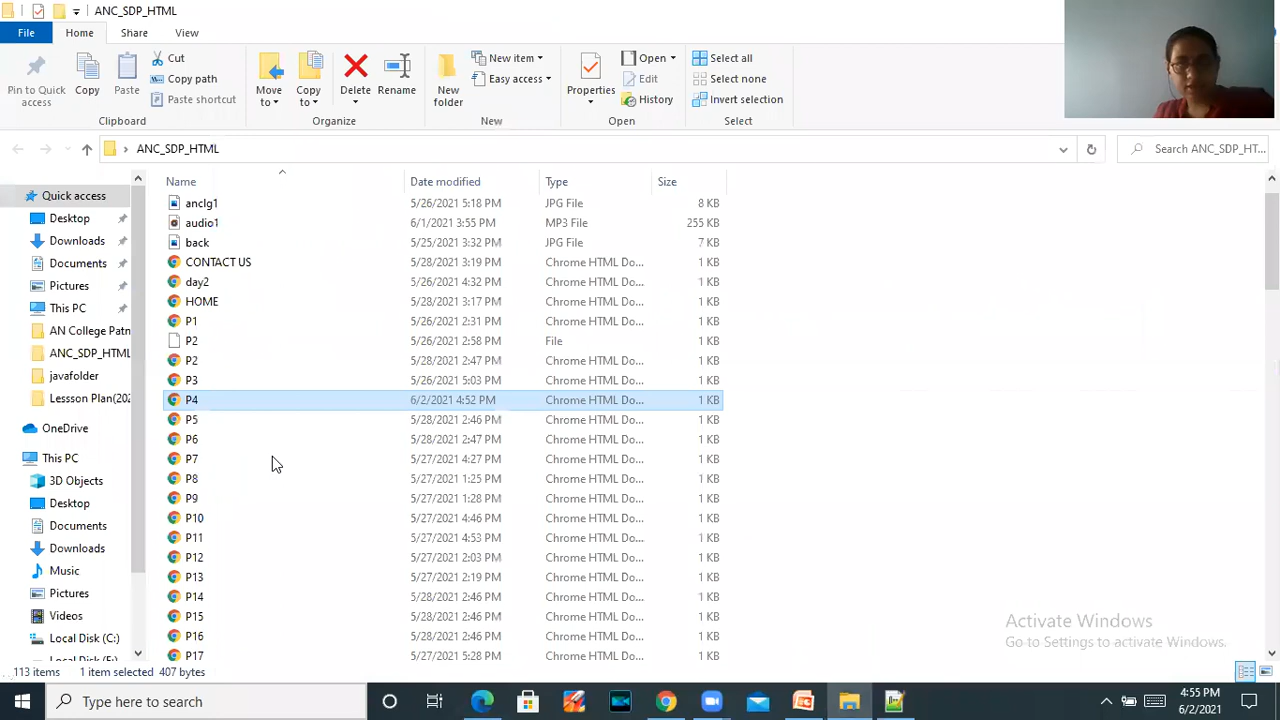 ANC_SDP_HTML
File Home Share View
Pin to Quick access
Copy
Paste
Cut
Copy path
Paste shortcut
Clipboard
Move to
Copy to
Delete
Rename
Organize
New folder
New item
Easy access
New
Properties
Open
Edit
History
Open
Select all
Select none
Invert selection
Select
ANC_SDP_HTML
Search ANC_SDP_HT...
Quick access
Desktop
Downloads
Documents
Pictures
This PC
AN College Patn
ANC_SDP_HTML
javafolder
Lessson Plan(202
OneDrive
This PC
3D Objects
Desktop
Documents
Downloads
Music
Pictures
Videos
Local Disk (C:)
Name Date modified Type Size
anclg1 5/26/2021 5:18 PM JPG File 8 KB
audio1 6/1/2021 3:55 PM MP3 File 255 KB
back 5/25/2021 3:32 PM JPG File 7 KB
CONTACT US 5/28/2021 3:19 PM Chrome HTML Do... 1 KB
day2 5/26/2021 4:32 PM Chrome HTML Do... 1 KB
HOME 5/28/2021 3:17 PM Chrome HTML Do... 1 KB
P1 5/26/2021 2:31 PM Chrome HTML Do... 1 KB
P2 5/26/2021 2:58 PM File 1 KB
P2 5/28/2021 2:47 PM Chrome HTML Do... 1 KB
P3 5/26/2021 5:03 PM Chrome HTML Do... 1 KB
P4 6/2/2021 4:52 PM Chrome HTML Do... 1 KB
P5 5/28/2021 2:46 PM Chrome HTML Do... 1 KB
P6 5/28/2021 2:47 PM Chrome HTML Do... 1 KB
P7 5/27/2021 4:27 PM Chrome HTML Do... 1 KB
P8 5/27/2021 1:25 PM Chrome HTML Do... 1 KB
P9 5/27/2021 1:28 PM Chrome HTML Do... 1 KB
P10 5/27/2021 4:46 PM Chrome HTML Do... 1 KB
P11 5/27/2021 4:53 PM Chrome HTML Do... 1 KB
P12 5/27/2021 2:03 PM Chrome HTML Do... 1 KB
P13 5/27/2021 2:19 PM Chrome HTML Do... 1 KB
P14 5/28/2021 2:46 PM Chrome HTML Do... 1 KB
P15 5/28/2021 2:46 PM Chrome HTML Do... 1 KB
P16 5/28/2021 2:46 PM Chrome HTML Do... 1 KB
P17 5/27/2021 5:28 PM Chrome HTML Do... 1 KB
Activate Windows
Go to Settings to activate Windows.
113 items 1 item selected 407 bytes
Type here to search
4:55 PM
6/2/2021